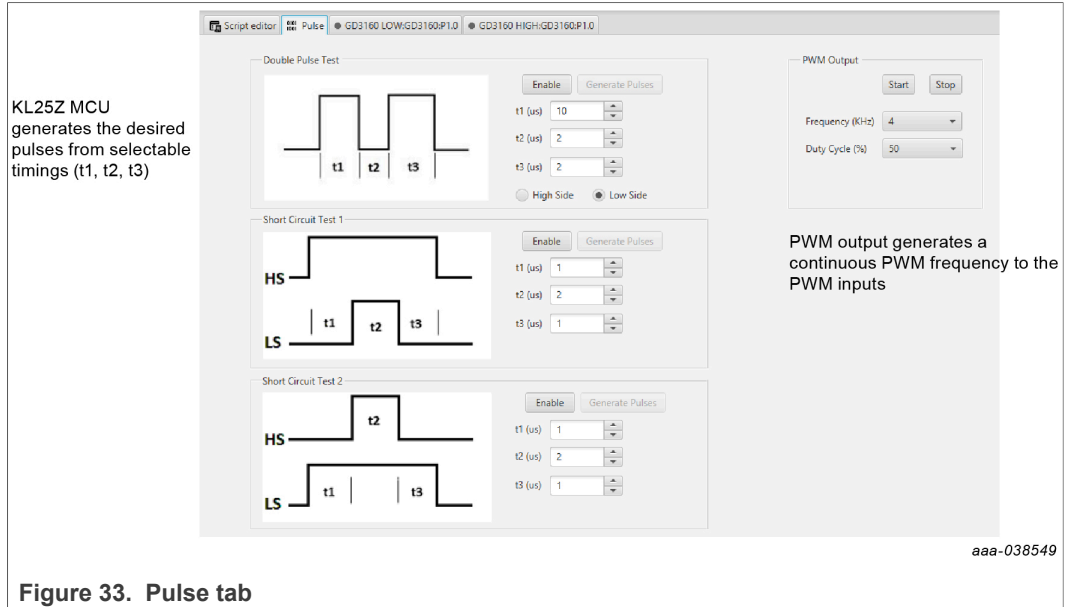 Script editor
Pulse
GD3160 LOW:GD3160:P1.0
GD3160 HIGH:GD3160:P1.0
KL25Z MCU
generates the desired
pulses from selectable
timings (t1, t2, t3)
Double Pulse Test
t1 t2 t3
Enable Generate Pulses
t1 (us) 10
t2 (us) 2
t3 (us) 2
High Side Low Side
Short Circuit Test 1
HS
t1 t2 t3
LS
Enable Generate Pulses
t1 (us) 1
t2 (us) 2
t3 (us) 1
Short Circuit Test 2
t2
HS
t1 t3
LS
Enable Generate Pulses
t1 (us) 1
t2 (us) 2
t3 (us) 1
PWM Output
Start Stop
Frequency (KHz) 4
Duty Cycle (%) 50
PWM output generates a
continuous PWM frequency to the
PWM inputs
aaa-038549
Figure 33. Pulse tab